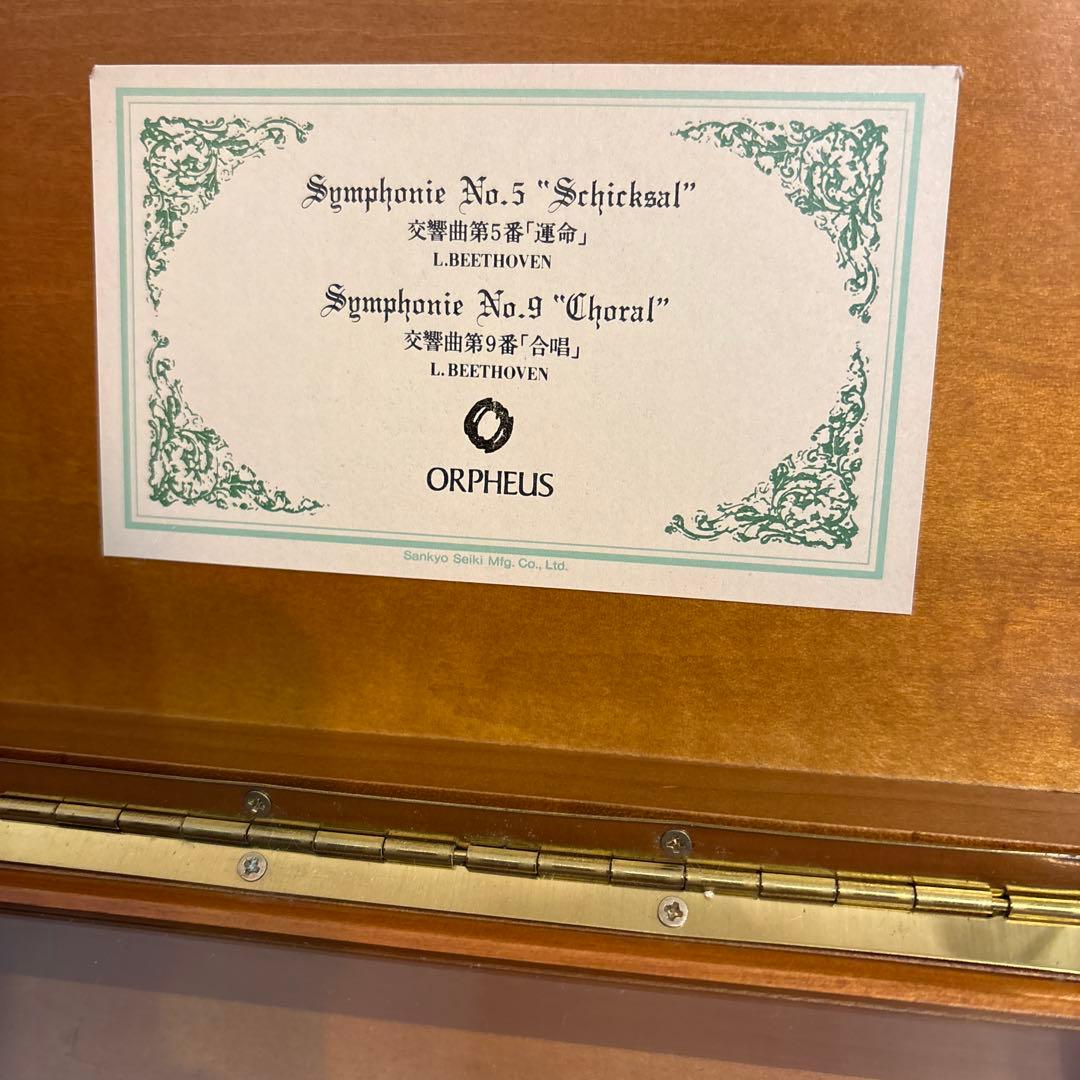 Symphonie No.5 "Schicksal"
交響曲第5番「運命」
L.BEETHOVEN
Symphonie No.9 "Choral"
交響曲第9番「合唱」
L.BEETHOVEN
ORPHEUS
Sankyo Seiki Mfg. Co., Ltd.